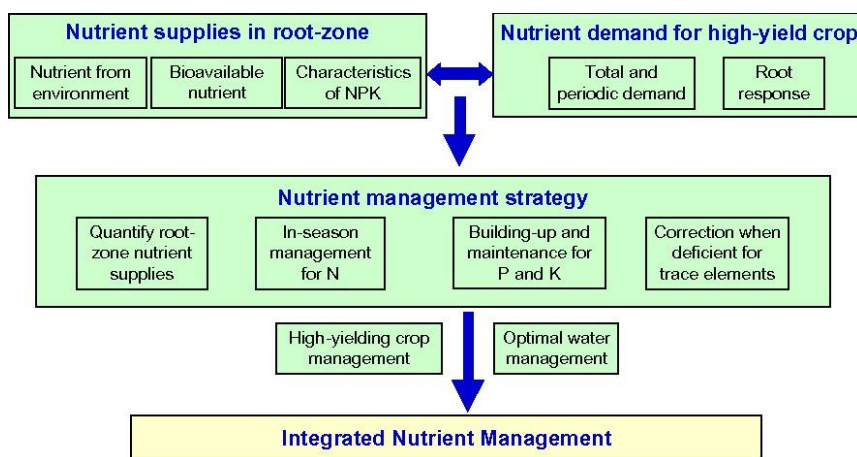 Nutrient supplies in root-zone
Nutrient from
environment
Bioavailable
nutrient
Characteristics
of NPK
Nutrient demand for high-yield crop
Total and
periodic demand
Root
response
Nutrient management strategy
Quantify root-
zone nutrient
supplies
In-season
management
for N
Building-up and
maintenance for
P and K
Correction when
deficient for
trace elements
High-yielding crop
management
Optimal water
management
Integrated Nutrient Management